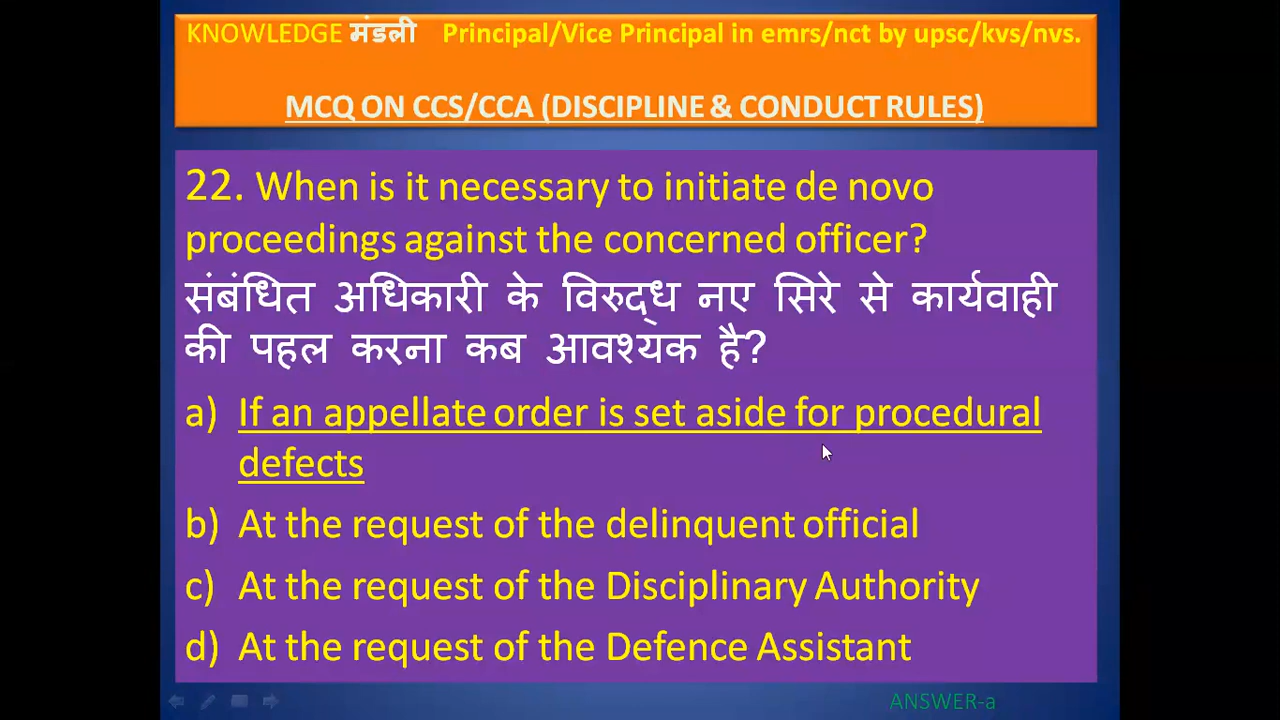 KNOWLEDGE मंडली Principal/Vice Principal in emrs/nct by upsc/kvs/nvs.
MCQ ON CCS/CCA (DISCIPLINE & CONDUCT RULES)
22. When is it necessary to initiate de novo
proceedings against the concerned officer?
संबंधित अधिकारी के विरुद्ध नए सिरे से कार्यवाही
की पहल करना कब आवश्यक है?
a) If an appellate order is set aside for procedural
defects
b) At the request of the delinquent official
c) At the request of the Disciplinary Authority
d) At the request of the Defence Assistant
ANSWER-a